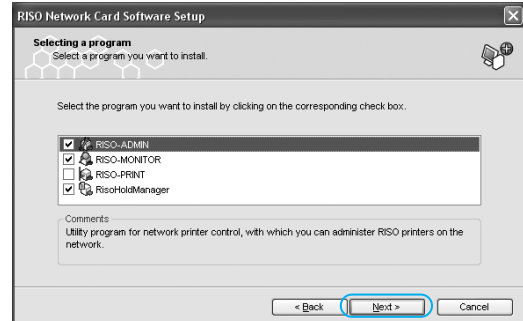 RISO Network Card Software Setup
Selecting a program
Select a program you want to install.
Select the program you want to install by clicking on the corresponding check box.
RISO-ADMIN
RISO-MONITOR
RISO-PRINT
RisoHoldManager
Comments
Utility program for network printer control, with which you can administer RISO printers on the
network.
< Back Next > Cancel